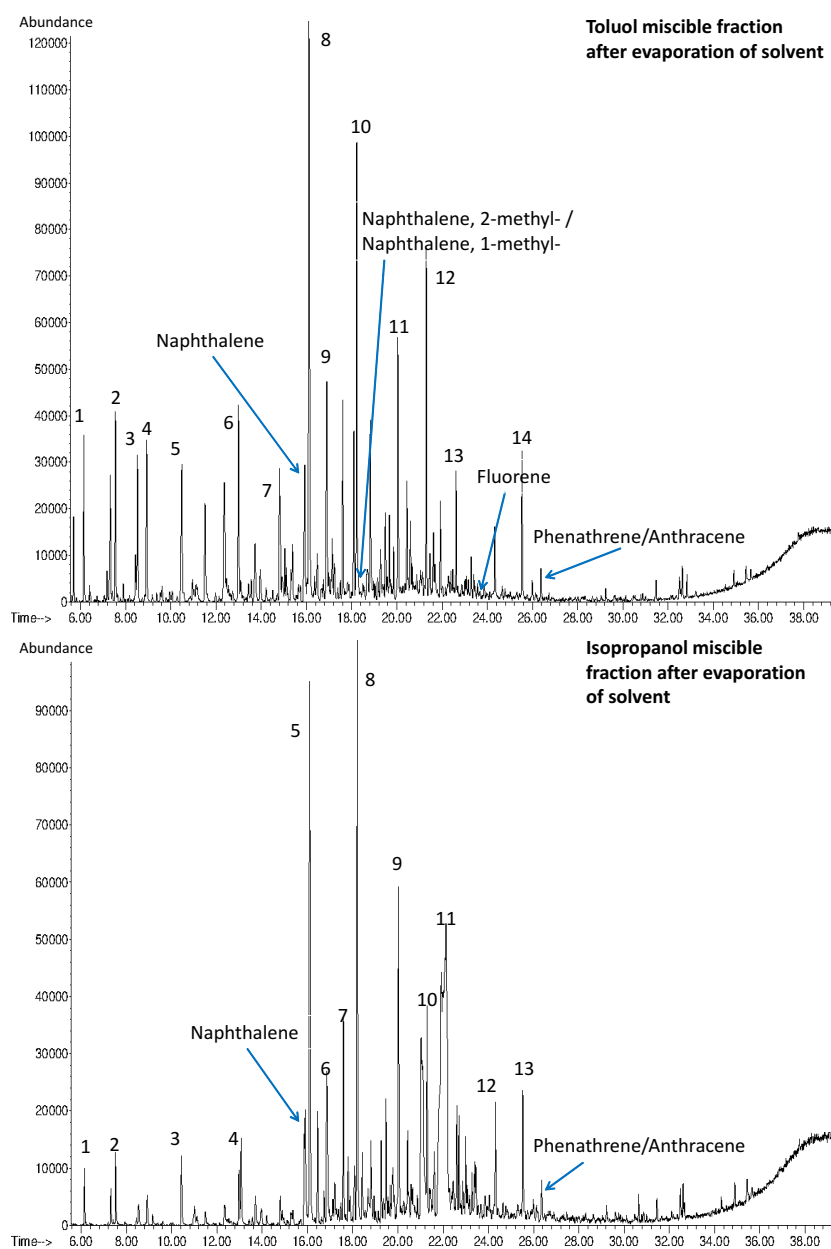 Abundance
Toluol miscible fraction
after evaporation of solvent
120000
110000
100000
90000
80000
70000
60000
50000
40000
30000
20000
10000
0
8
10
Naphthalene, 2-methyl- /
Naphthalene, 1-methyl-
12
Naphthalene
11
9
2
1
3
4
5
6
7
13
14
Fluorene
Phenathrene/Anthracene
Time-->
6.00 8.00 10.00 12.00 14.00 16.00 18.00 20.00 22.00 24.00 26.00 28.00 30.00 32.00 34.00 36.00 38.00
Abundance
Isopropanol miscible
fraction after evaporation
of solvent
90000
80000
70000
60000
50000
40000
30000
20000
10000
0
8
5
9
11
10
7
Naphthalene
6
12
13
1
2
3
4
Phenathrene/Anthracene
Time-->
6.00 8.00 10.00 12.00 14.00 16.00 18.00 20.00 22.00 24.00 26.00 28.00 30.00 32.00 34.00 36.00 38.00